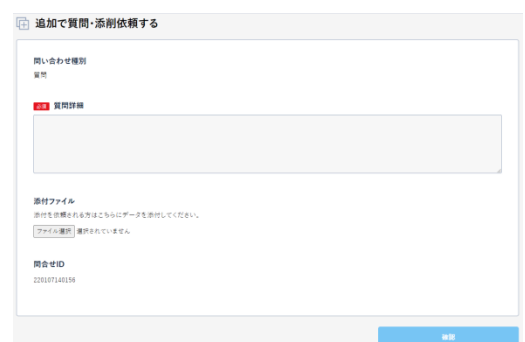 追加で質問・添削依頼する
問い合わせ種別
質問
必須 質問詳細
添付ファイル
添付を依頼される方はこちらにデータを添付してください。
ファイル選択 選択されていません
問合せID
220107140156
確認